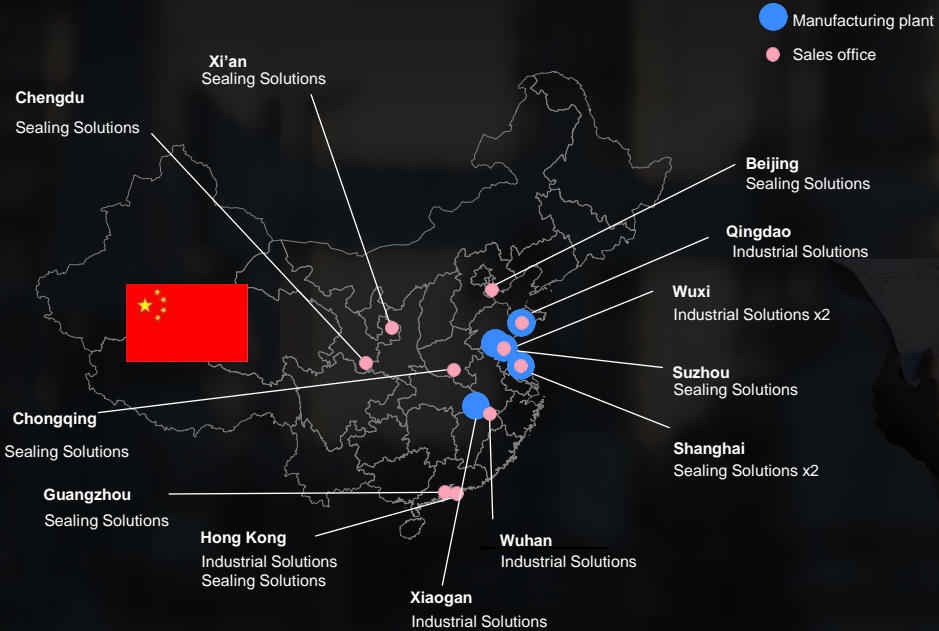 Manufacturing plant
Sales office
Xi’an
Sealing Solutions
Chengdu
Sealing Solutions
Beijing
Sealing Solutions
Qingdao
Industrial Solutions
Wuxi
Industrial Solutions x2
Suzhou
Sealing Solutions
Shanghai
Sealing Solutions x2
Chongqing
Sealing Solutions
Guangzhou
Sealing Solutions
Hong Kong
Industrial Solutions
Sealing Solutions
Wuhan
Industrial Solutions
Xiaogan
Industrial Solutions